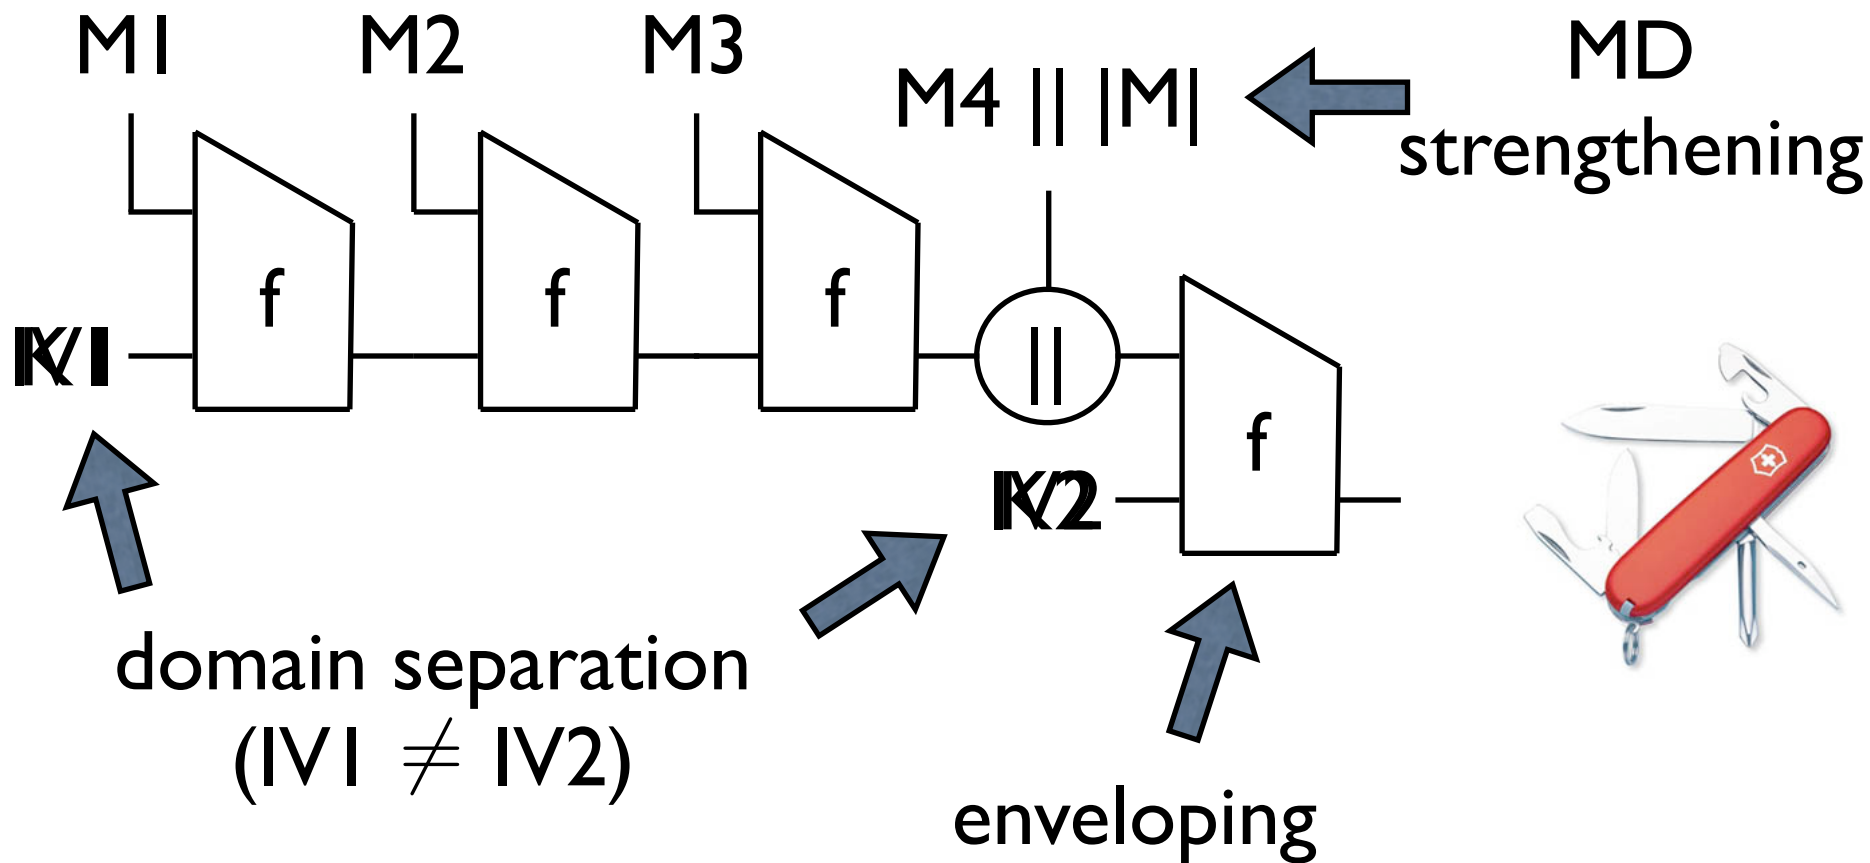 M1 M2 M3
M4 || |M|
MD
strengthening
f f f
||
f
domain separation
(IV1 ≠ IV2)
enveloping